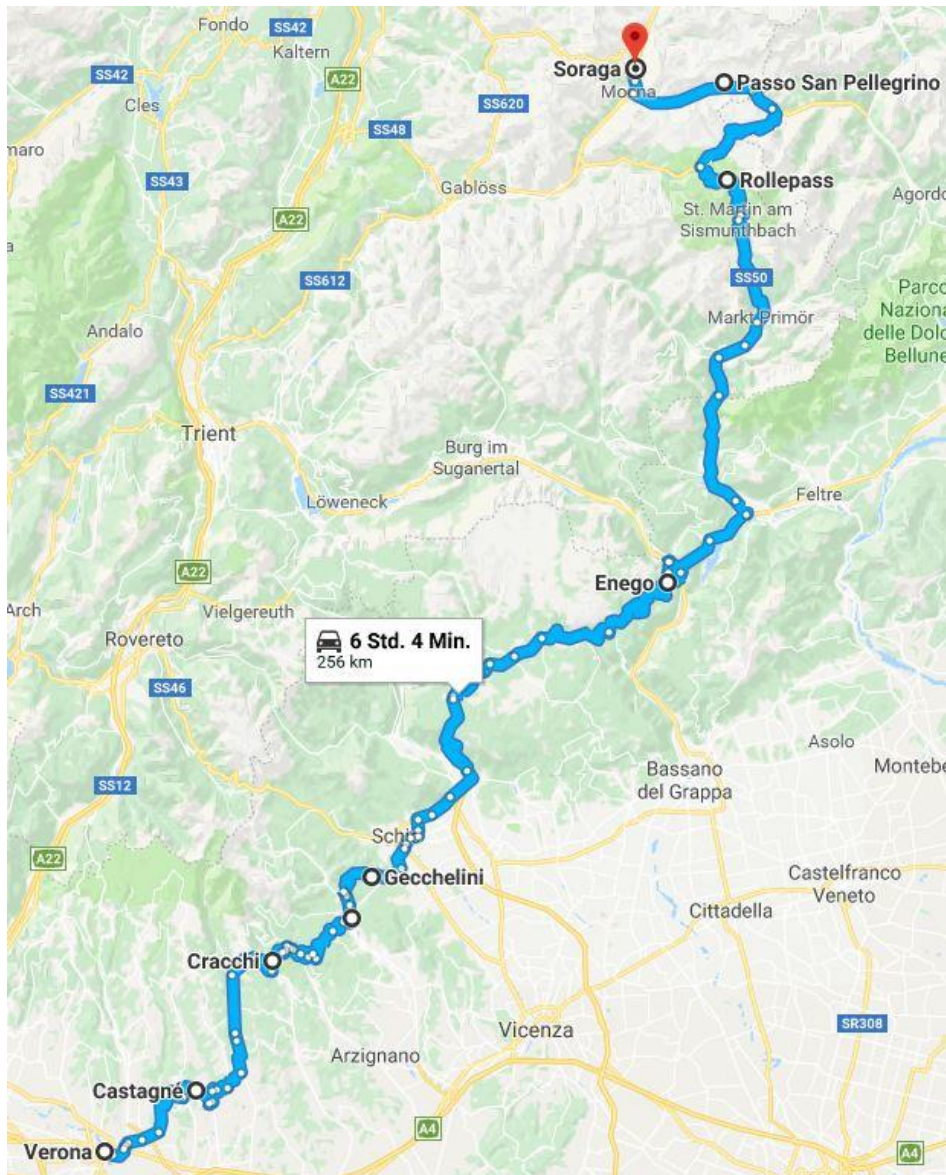 Fondo
SS42
Kaltern
A22
SS42
Cles
SS620
SS48
Soraga
Moena
Passo San Pellegrino
maro
SS43
Gablöss
Rollepass
A22
St. Martin am
Sismunthbach
Agordo
SS612
SS50
Parco
Naziona
delle Dolo
Bellune
Andalo
Markt Primör
SS421
Trient
Burg im
Suganertal
Löweneck
Feltre
A22
Enego
Arch
Vielgereuth
Rovereto
6 Std. 4 Min.
256 km
SS46
Asolo
SS12
Bassano
del Grappa
Montebe
Schi
A22
Gecchelini
Castelfranco
Veneto
Cittadella
Cracchi
Vicenza
SR308
Arzignano
Castagné
A4
Verona
A4